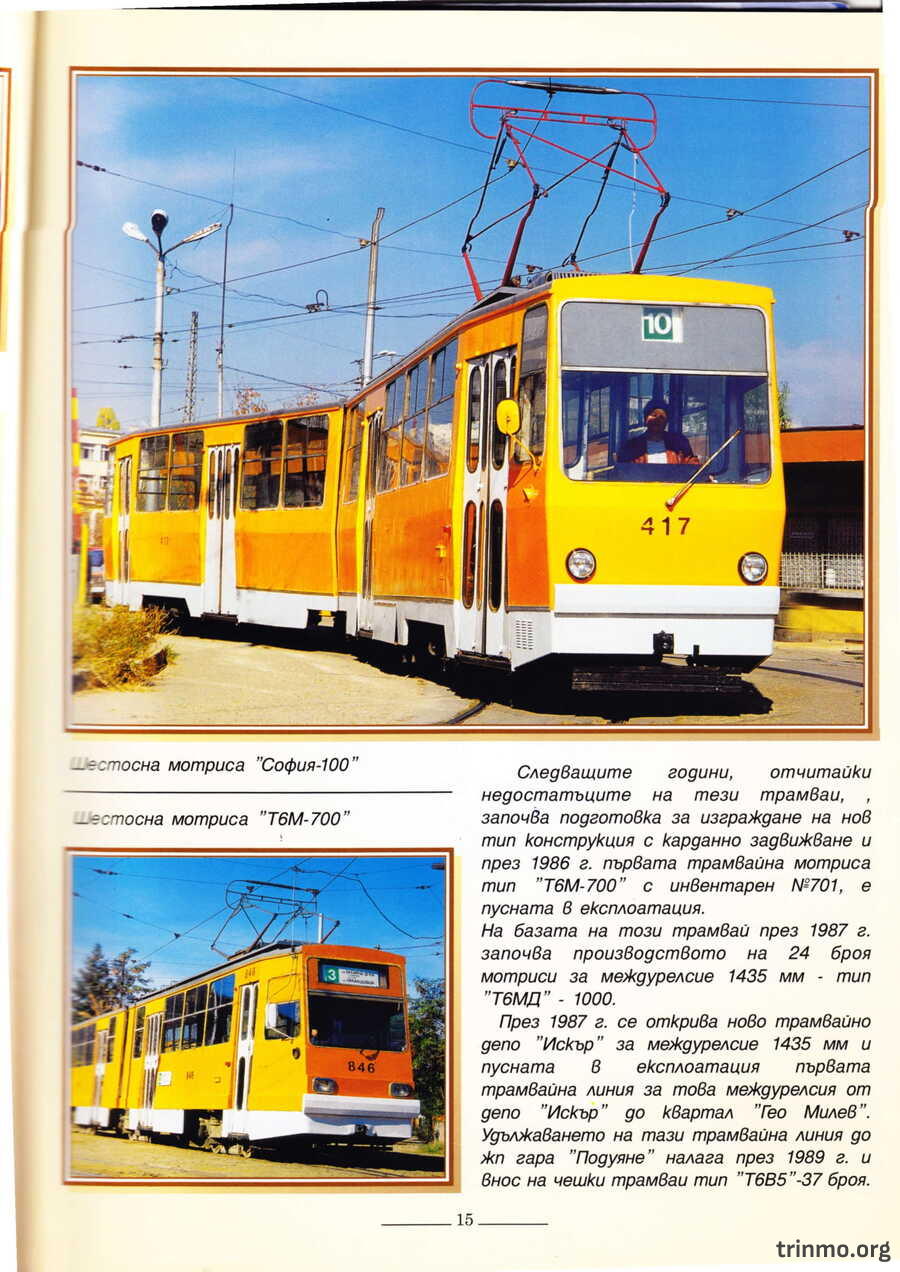 10
417
417
Шестосна мотриса "София-100"
Шестосна мотриса "Т6М-700"
3
846
846
846
Следващите години, отчитайки
недостатъците на тези трамваи, ,
започва подготовка за изграждане на нов
тип конструкция с карданно задвижване и
през 1986 г. първата трамвайна мотриса
тип "Т6М-700" с инвентарен №701, е
пусната в експлоатация.
На базата на този трамвай през 1987 г.
започва производството на 24 броя
мотриси за междурелсие 1435 мм - тип
"Т6МД" - 1000.
През 1987 г. се открива ново трамвайно
депо "Искър" за междурелсие 1435 мм и
пусната в експлоатация първата
трамвайна линия за това междурелсия от
депо "Искър" до квартал "Гео Милев".
Удължаването на тази трамвайна линия до
жп гара "Подуяне" налага през 1989 г. и
внос на чешки трамваи тип "Т6В5"-37 броя.
15
trinmo.org